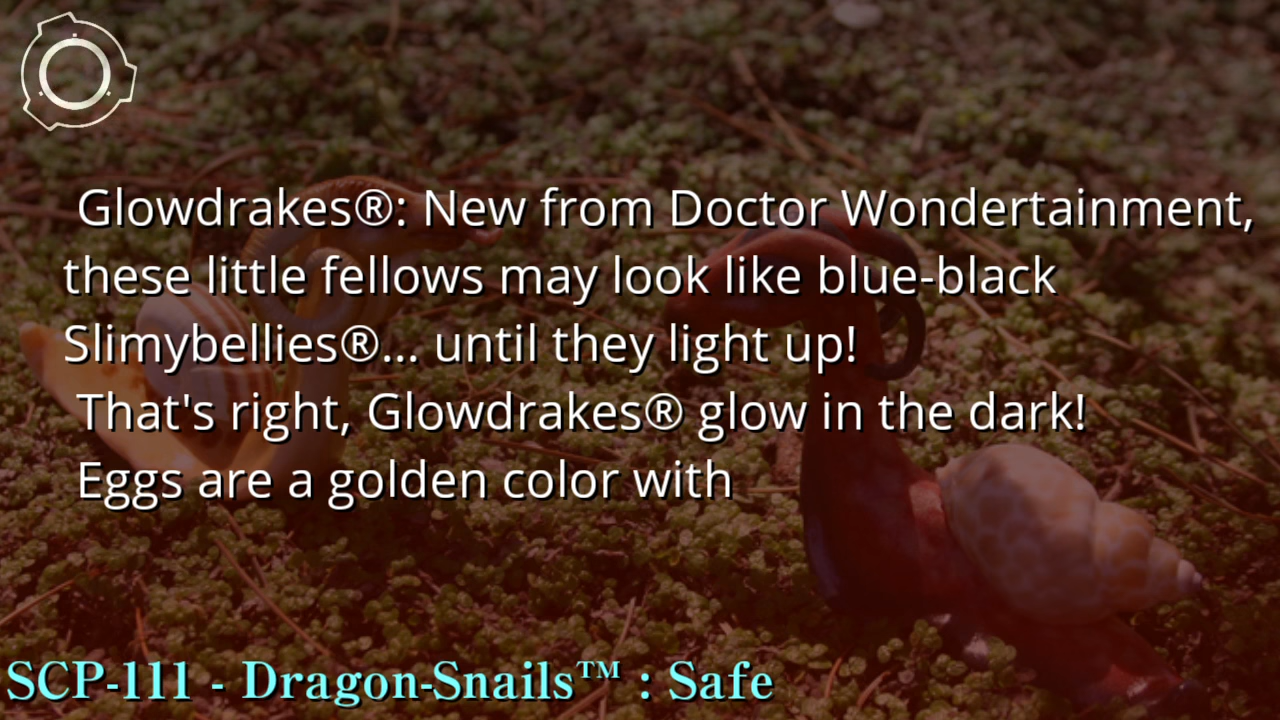 Glowdrakes®: New from Doctor Wondertainment,
these little fellows may look like blue-black
Slimybellies®... until they light up!
That's right, Glowdrakes® glow in the dark!
Eggs are a golden color with
SCP-111 - Dragon-Snails™ : Safe